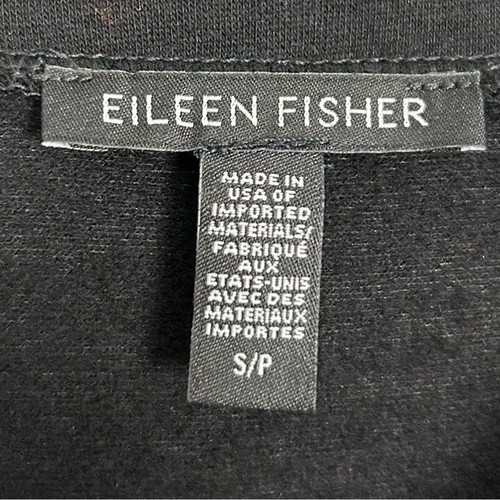 EILEEN FISHER
MADE IN
USA OF
IMPORTED
MATERIALS/
FABRIQUÉ
AUX
ETATS-UNIS
AVEC DES
MATERIAUX
IMPORTES
S/P